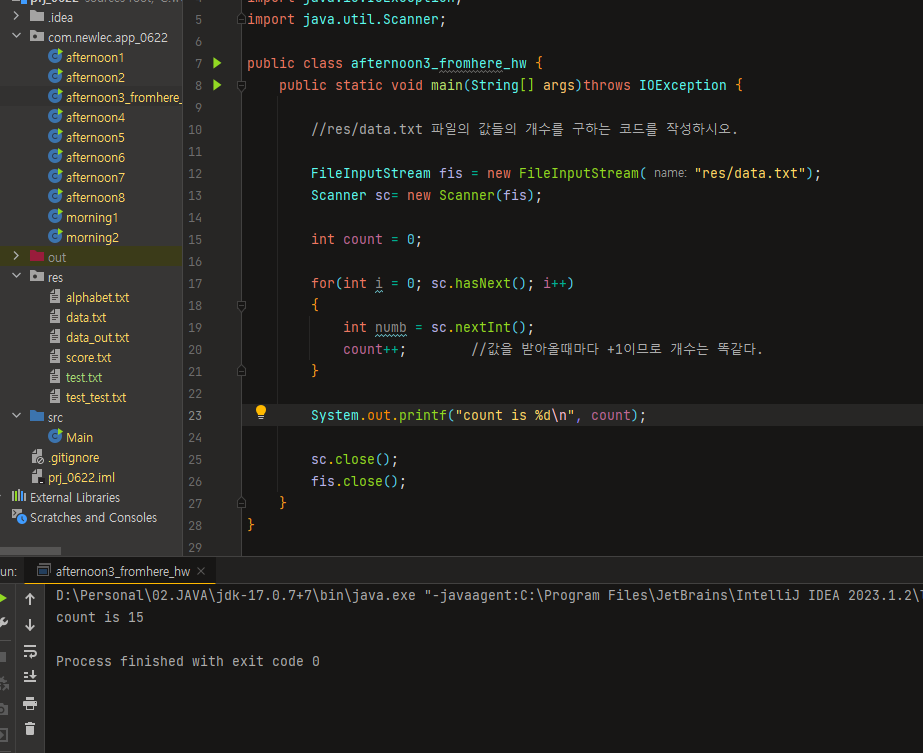 .idea
com.newlec.app_0622
afternoon1
afternoon2
afternoon3_fromhere_
afternoon4
afternoon5
afternoon6
afternoon7
afternoon8
morning1
morning2
out
res
alphabet.txt
data.txt
data_out.txt
score.txt
test.txt
test_test.txt
src
Main
.gitignore
prj_0622.iml
External Libraries
Scratches and Consoles
5 import java.util.Scanner;
6
7 public class afternoon3_fromhere_hw {
8 public static void main(String[] args)throws IOException {
9
10 //res/data.txt 파일의 값들의 개수를 구하는 코드를 작성하시오.
11
12 FileInputStream fis = new FileInputStream( name: "res/data.txt");
13 Scanner sc= new Scanner(fis);
14
15 int count = 0;
16
17 for(int i = 0; sc.hasNext(); i++)
18 {
19 int numb = sc.nextInt();
20 count++; //값을 받아올때마다 +1이므로 개수는 똑같다.
21 }
22
23 System.out.printf("count is %d\n", count);
24
25 sc.close();
26 fis.close();
27 }
28 }
29
un: afternoon3_fromhere_hw
D:\Personal\02.JAVA\jdk-17.0.7+7\bin\java.exe "-javaagent:C:\Program Files\JetBrains\IntelliJ IDEA 2023.1.2\
count is 15
Process finished with exit code 0